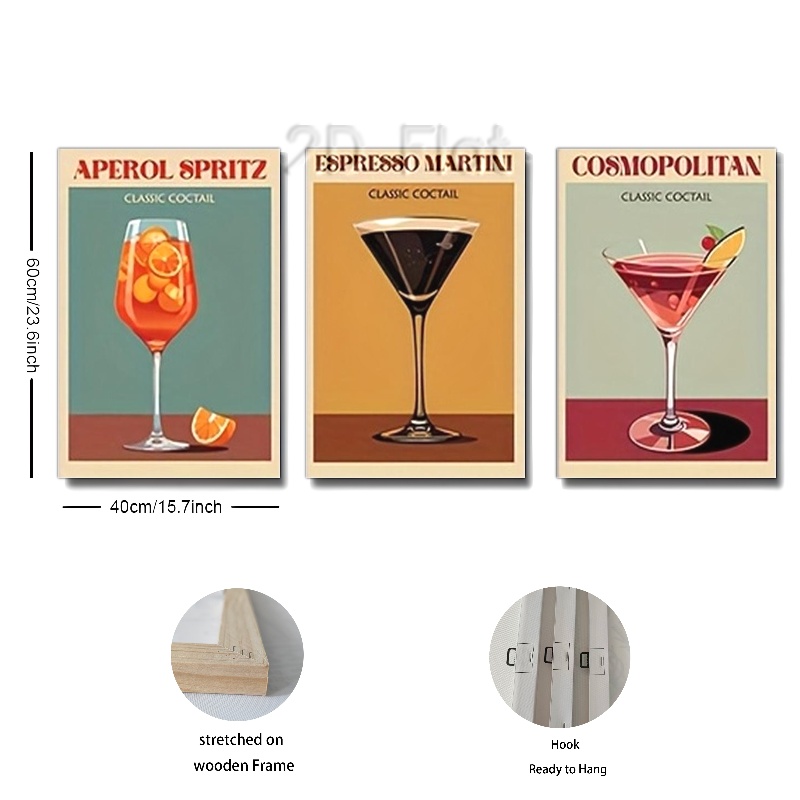 2D Flat
APEROL SPRITZ
CLASSIC COCTAIL
ESPRESSO MARTINI
CLASSIC COCTAIL
COSMOPOLITAN
CLASSIC COCTAIL
60cm/23.6inch
40cm/15.7inch
stretched on
wooden Frame
Hook
Ready to Hang